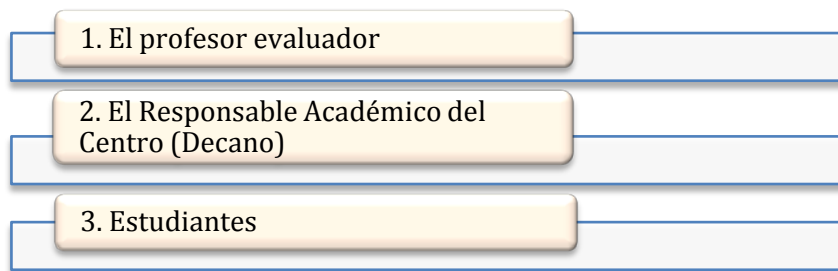 1. El profesor evaluador
2. El Responsable Académico del
Centro (Decano)
3. Estudiantes